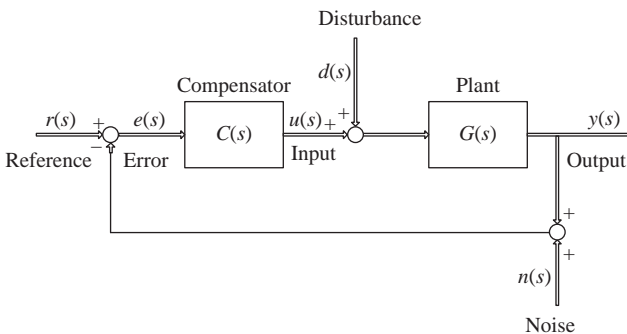 Disturbance
Compensator
d(s)
Plant
r(s)
+
e(s)
C(s)
u(s)
+
+
G(s)
y(s)
Reference
−
Error
Input
Output
+
+
n(s)
Noise